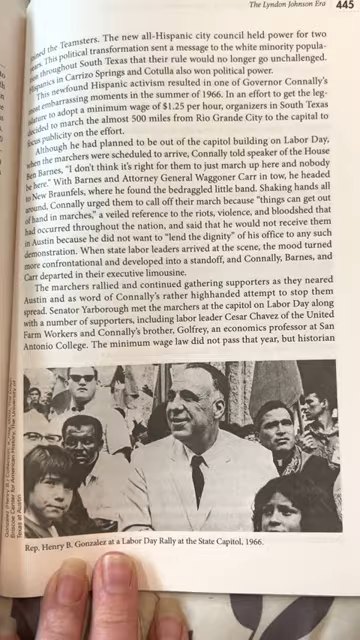 The Lyndon Johnson Era 445
the Teamsters. The new all-Hispanic city council held power for two
This political transformation sent a message to the white minority popula-
throughout South Texas that their rule would no longer go unchallenged.
in Carrizo Springs and Cotulla also won political power.
This newfound Hispanic activism resulted in one of Governor Connally's
most embarrassing moments in the summer of 1966. In an effort to get the leg-
to adopt a minimum wage of $1.25 per hour, organizers in South Texas
decided to march the almost 500 miles from Rio Grande City to the capital to
focus publicity on the effort.
Although he had planned to be out of the capitol building on Labor Day,
when the marchers were scheduled to arrive, Connally told speaker of the House
Ben Barnes, "I don't think it's right for them to just march up here and nobody
be here." With Barnes and Attorney General Waggoner Carr in tow, he headed
to New Braunfels, where he found the bedraggled little band. Shaking hands all
around, Connally urged them to call off their march because "things can get out
of hand in marches," a veiled reference to the riots, violence, and bloodshed that
had occurred throughout the nation, and said that he would not receive them
in Austin because he did not want to "lend the dignity" of his office to any such
demonstration. When state labor leaders arrived at the scene, the mood turned
more confrontational and developed into a standoff, and Connally, Barnes, and
Carr departed in their executive limousine.
The marchers rallied and continued gathering supporters as they neared
Austin and as word of Connally's rather highhanded attempt to stop them
spread. Senator Yarborough met the marchers at the capitol on Labor Day along
with a number of supporters, including labor leader Cesar Chavez of the United
Farm Workers and Connally's brother, Golfrey, an economics professor at San
Antonio College. The minimum wage law did not pass that year, but historian
Texas at Austin
Rep. Henry B. Gonzalez at a Labor Day Rally at the State Capitol, 1966.